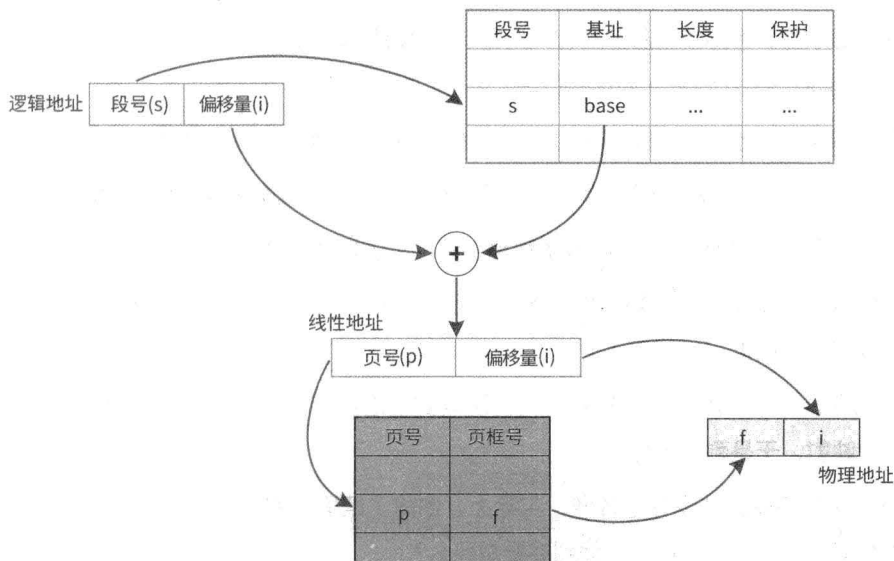 段号 基址 长度 保护
逻辑地址 段号(s) 偏移量(i)
s base ... ...
+
线性地址
页号(p) 偏移量(i)
页号 页框号
f i
物理地址
p f